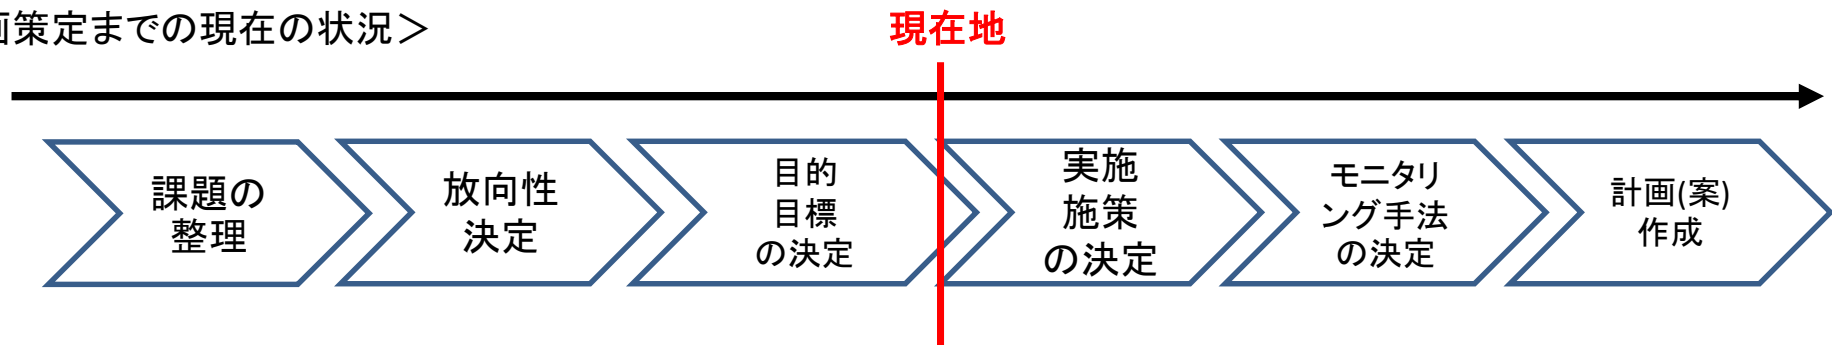 画策定までの現在の状況＞
現在地
課題の
整理
放向性
決定
目的
目標
の決定
実施
施策
の決定
モニタリ
ング手法
の決定
計画(案)
作成